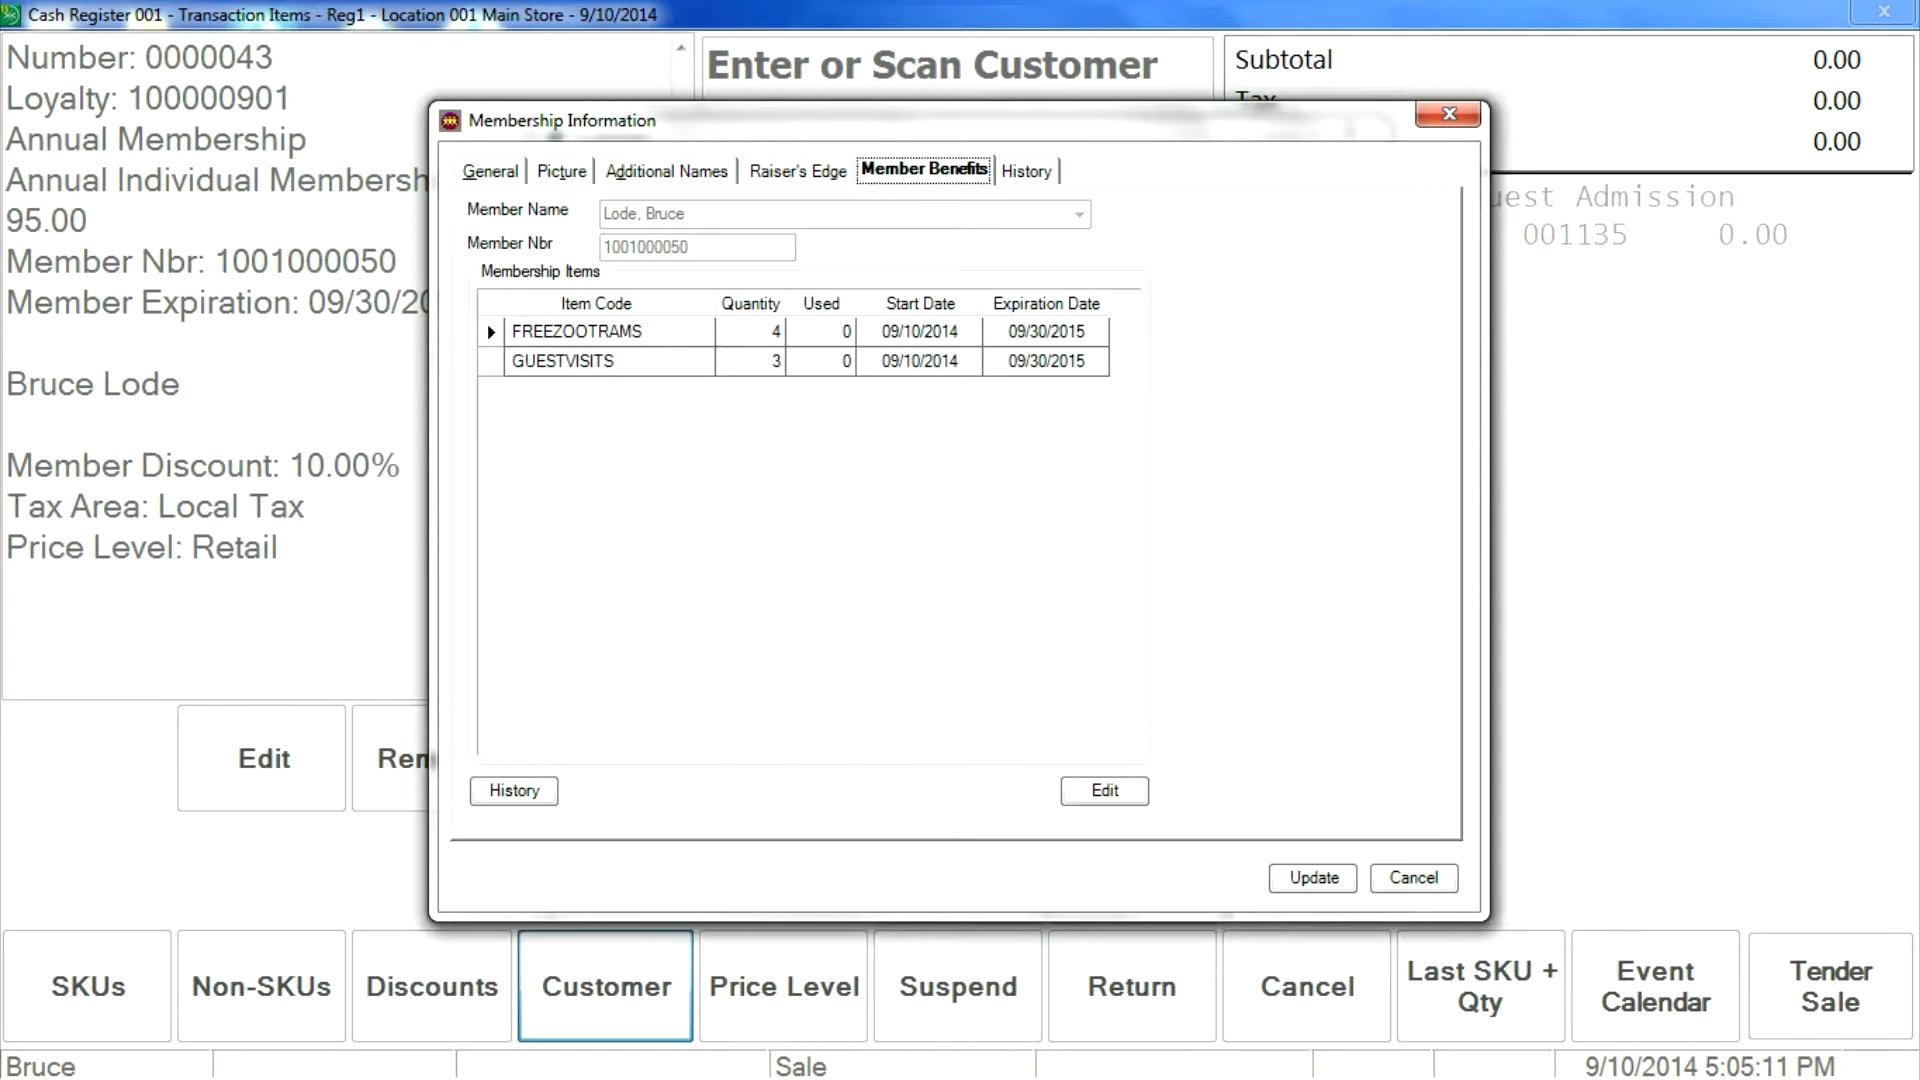 Cash Register 001 - Transaction Items - Reg1 - Location 001 Main Store - 9/10/2014
Number: 0000043
Loyalty: 100000901
Annual Membership
Annual Individual Membersh
95.00
Member Nbr: 1001000050
Member Expiration: 09/30/20
Bruce Lode
Member Discount: 10.00%
Tax Area: Local Tax
Price Level: Retail
Enter or Scan Customer
Subtotal 0.00
Tax 0.00
0.00
Admission
001135 0.00
Membership Information
General Picture Additional Names Raiser's Edge Member Benefits History
Member Name Lode, Bruce
Member Nbr 1001000050
Membership Items
Item Code Quantity Used Start Date Expiration Date
FREEZOOTRAMS 4 0 09/10/2014 09/30/2015
GUESTVISITS 3 0 09/10/2014 09/30/2015
History Edit
Update Cancel
Edit
SKUs Non-SKUs Discounts Customer Price Level Suspend Return Cancel Last SKU + Qty Event Calendar Tender Sale
Bruce Sale 9/10/2014 5:05:11 PM